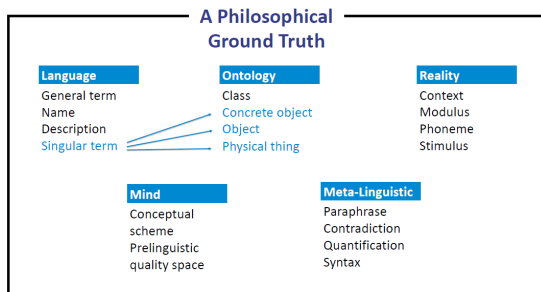 A Philosophical
Ground Truth
Language
General term
Name
Description
Singular term
Ontology
Class
Concrete object
Object
Physical thing
Reality
Context
Modulus
Phoneme
Stimulus
Mind
Conceptual
scheme
Prelinguistic
quality space
Meta-Linguistic
Paraphrase
Contradiction
Quantification
Syntax